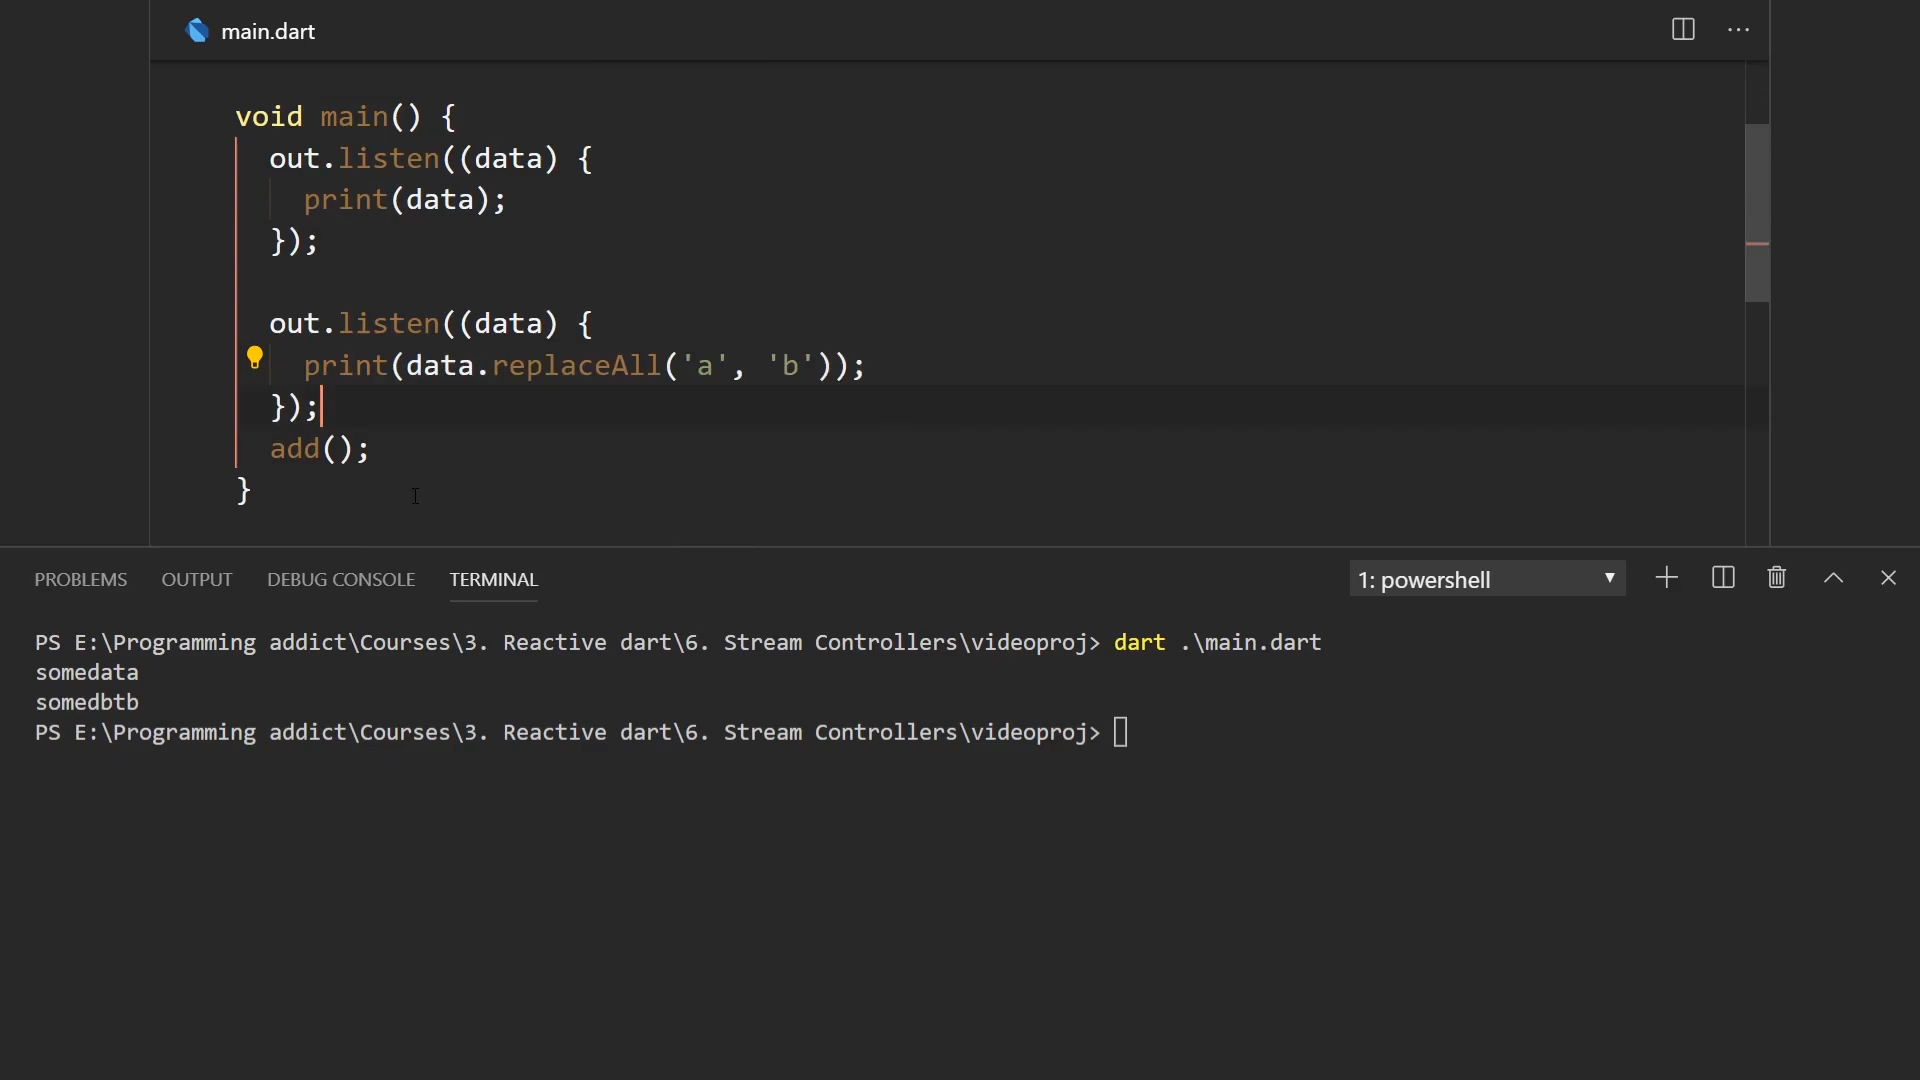 main.dart
void main() {
out.listen((data) {
print(data);
});
out.listen((data) {
print(data.replaceAll('a', 'b'));
});
add();
}
PROBLEMS OUTPUT DEBUG CONSOLE TERMINAL 1: powershell
PS E:\Programming addict\Courses\3. Reactive dart\6. Stream Controllers\videoproj> dart .\main.dart
somedata
somedbtb
PS E:\Programming addict\Courses\3. Reactive dart\6. Stream Controllers\videoproj>